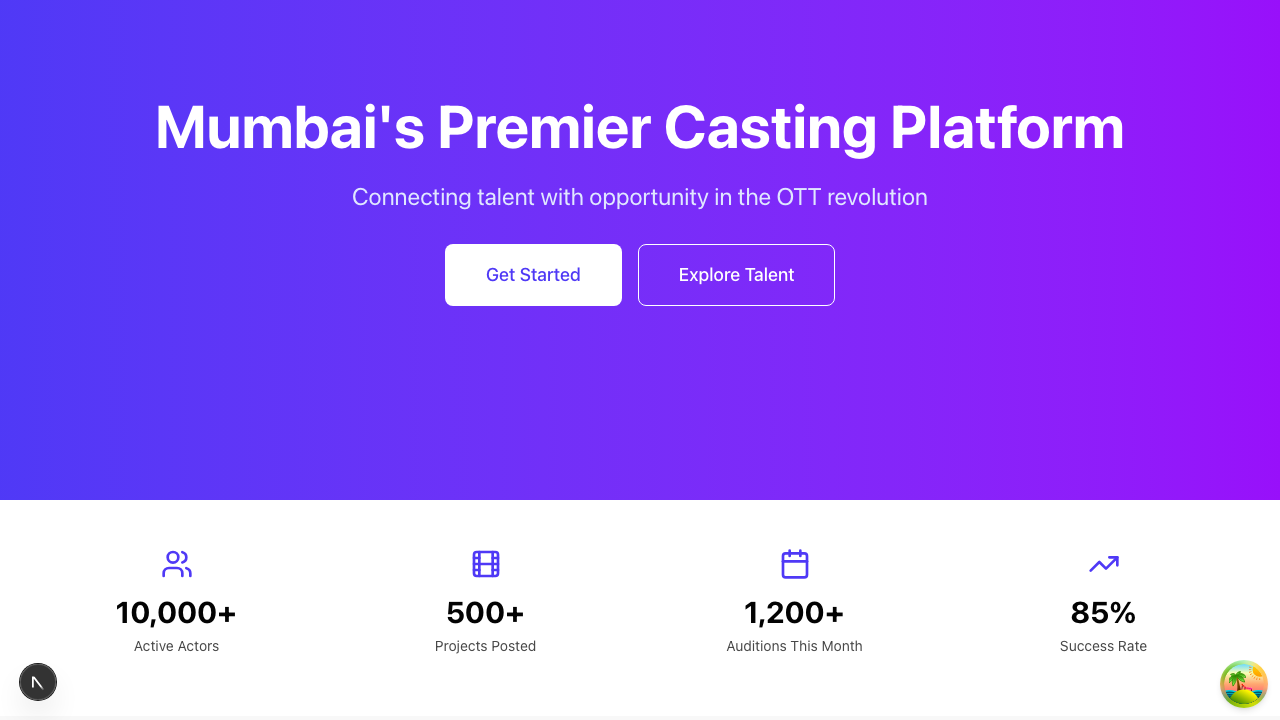 Mumbai's Premier Casting Platform
Connecting talent with opportunity in the OTT revolution
Get Started
Explore Talent
10,000+
Active Actors
500+
Projects Posted
1,200+
Auditions This Month
85%
Success Rate